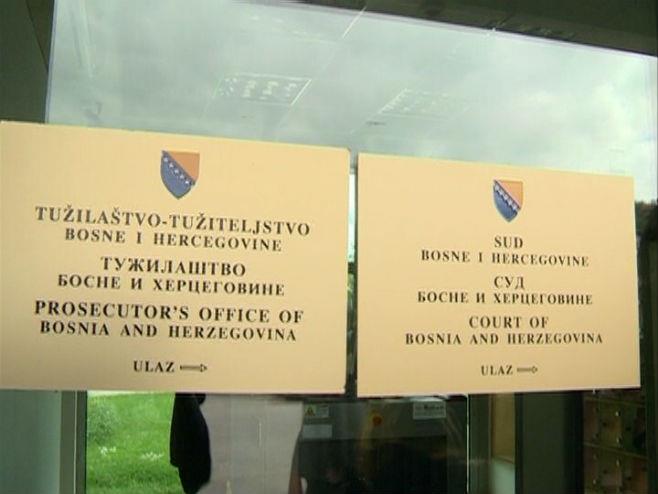 TUŽILAŠTVO-TUŽITELJSTVO
BOSNE I HERCEGOVINE
ТУЖИЛАШТВО
БОСНЕ И ХЕРЦЕГОВИНЕ
PROSECUTOR'S OFFICE OF
BOSNIA AND HERZEGOVINA
ULAZ
SUD
BOSNE I HERCEGOVINE
СУД
БОСНЕ И ХЕРЦЕГОВИНЕ
COURT OF
BOSNIA AND HERZEGOVINA
ULAZ